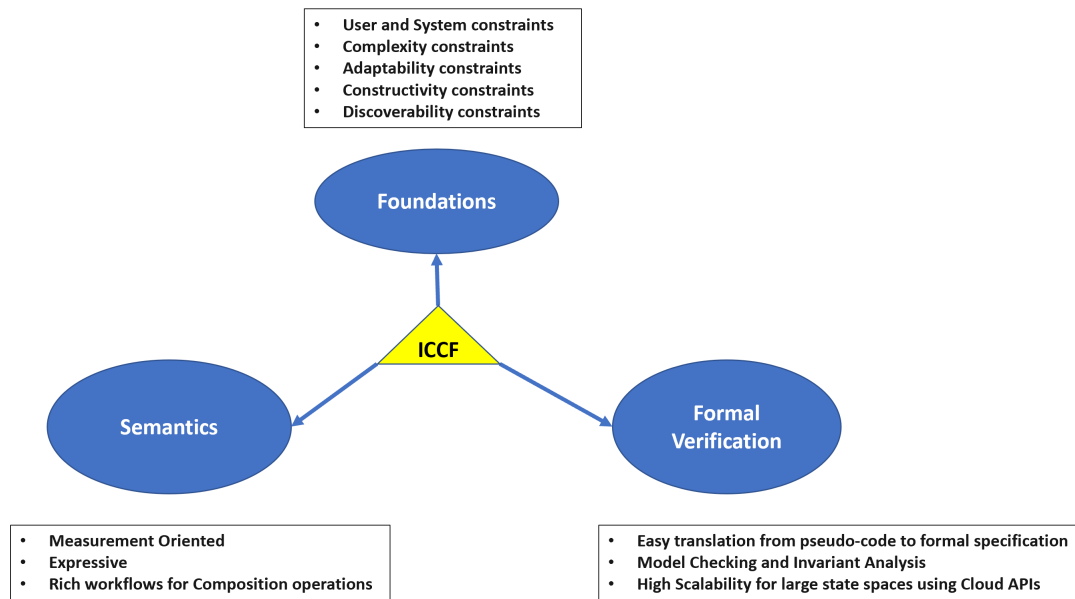 • User and System constraints
• Complexity constraints
• Adaptability constraints
• Constructivity constraints
• Discoverability constraints
Foundations
ICCF
Semantics
Formal
Verification
• Measurement Oriented
• Expressive
• Rich workflows for Composition operations
• Easy translation from pseudo-code to formal specification
• Model Checking and Invariant Analysis
• High Scalability for large state spaces using Cloud APIs